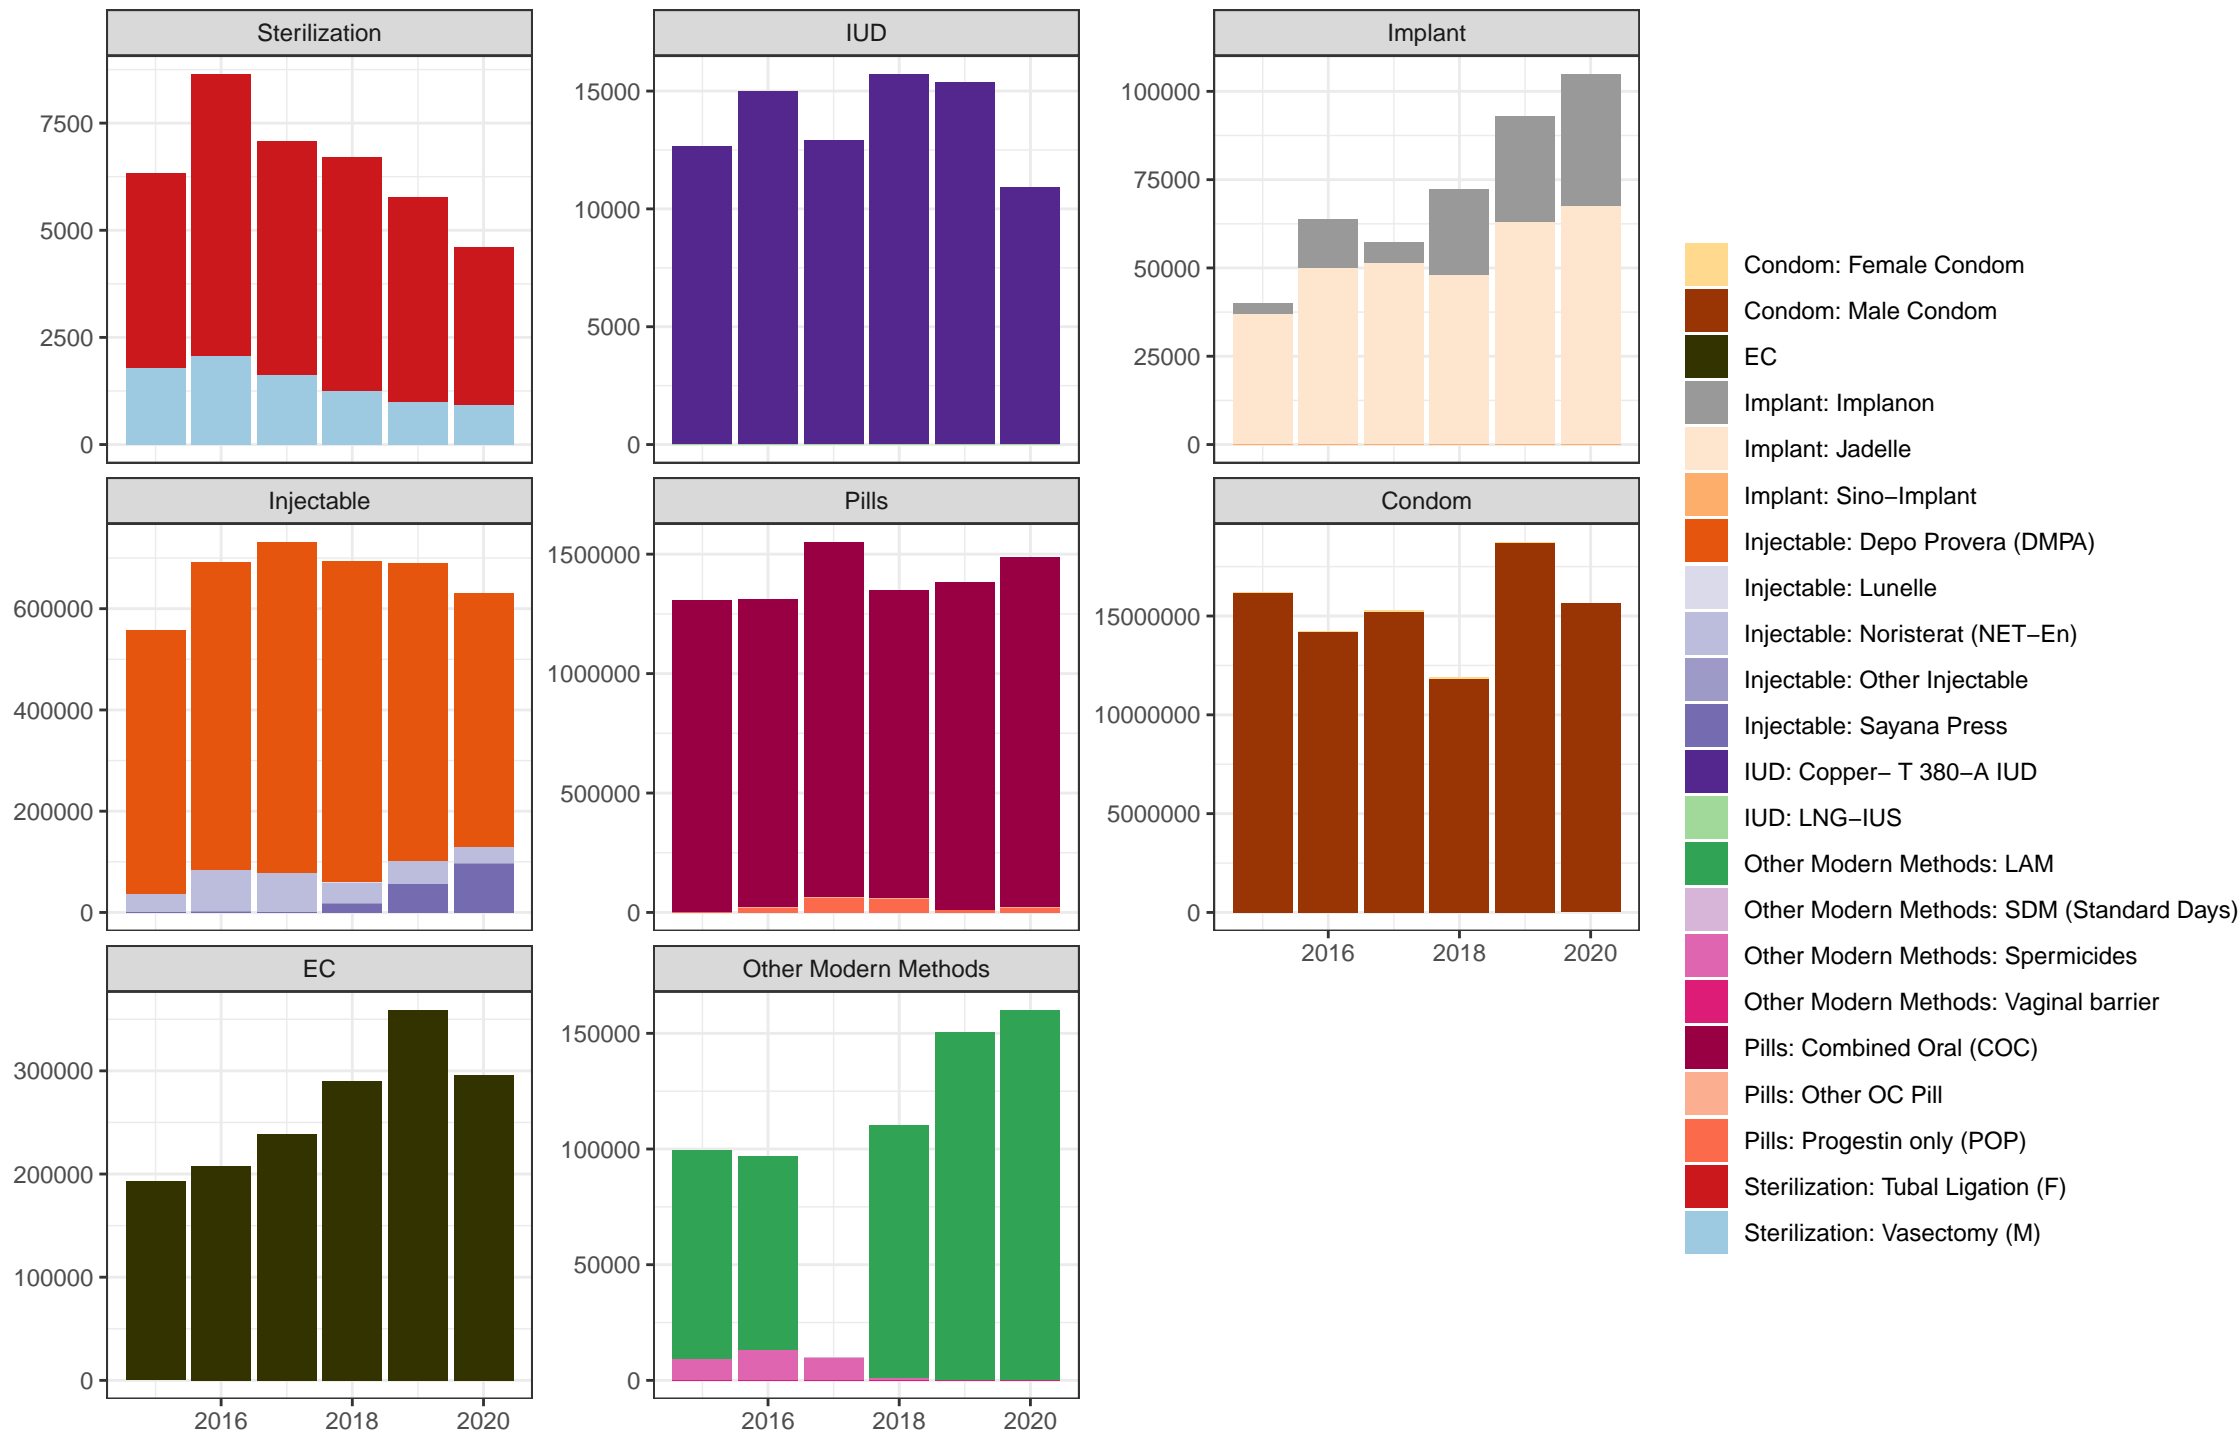 Sterilization
IUD
Implant
7500
5000
2500
0
15000
10000
5000
0
100000
75000
50000
25000
0
Injectable
Pills
Condom
600000
400000
200000
0
1500000
1000000
500000
0
15000000
10000000
5000000
0
2016 2018 2020
EC
Other Modern Methods
300000
200000
100000
0
150000
100000
50000
0
2016 2018 2020
2016 2018 2020
Condom: Female Condom
Condom: Male Condom
EC
Implant: Implanon
Implant: Jadelle
Implant: Sino−Implant
Injectable: Depo Provera (DMPA)
Injectable: Lunelle
Injectable: Noristerat (NET−En)
Injectable: Other Injectable
Injectable: Sayana Press
IUD: Copper− T 380−A IUD
IUD: LNG−IUS
Other Modern Methods: LAM
Other Modern Methods: SDM (Standard Days)
Other Modern Methods: Spermicides
Other Modern Methods: Vaginal barrier
Pills: Combined Oral (COC)
Pills: Other OC Pill
Pills: Progestin only (POP)
Sterilization: Tubal Ligation (F)
Sterilization: Vasectomy (M)